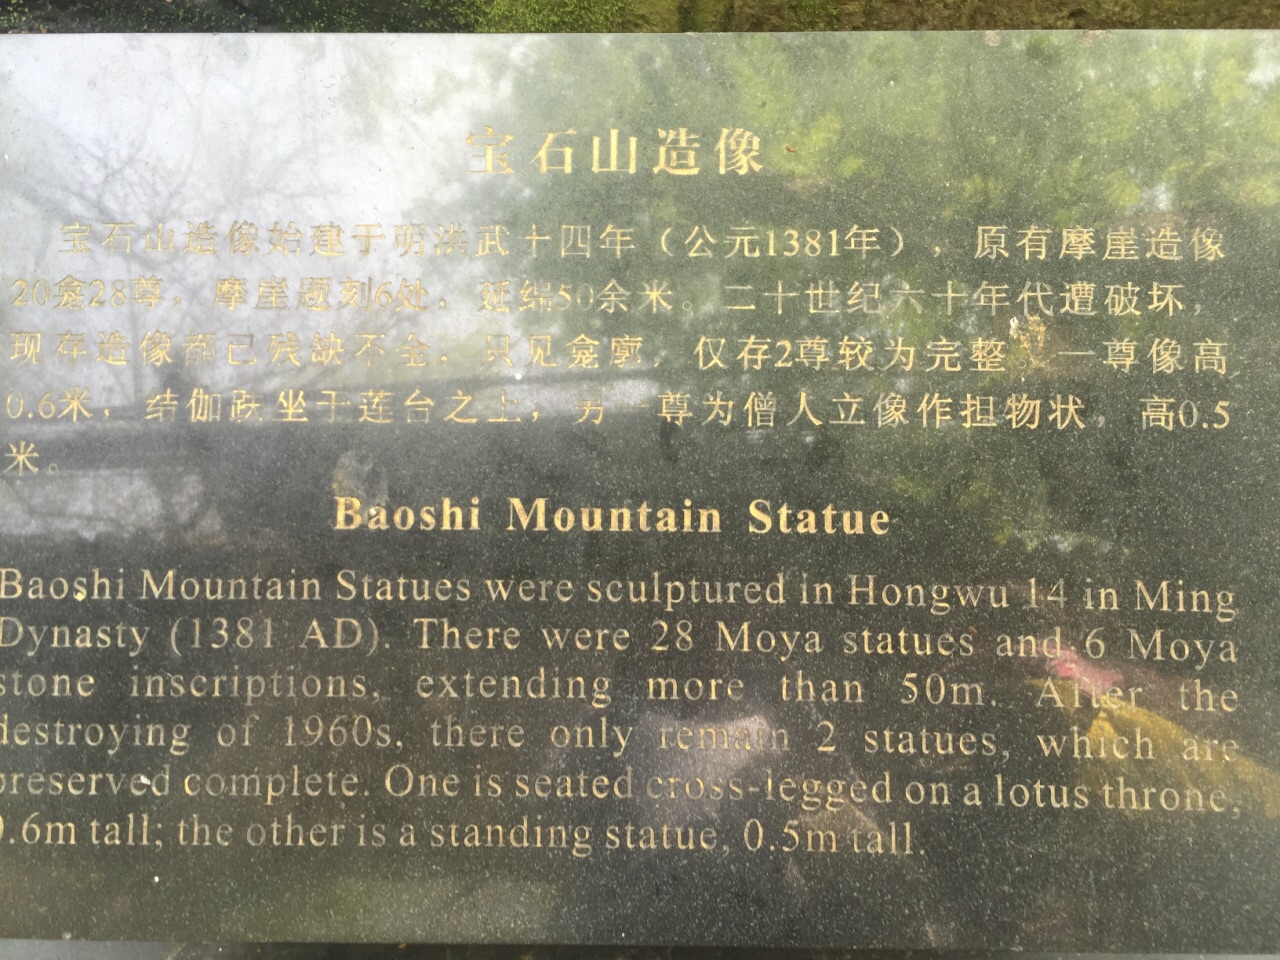 宝石山造像
宝石山造像始建于明洪武十四年（公元1381年），原有摩崖造像
20龛28尊，摩崖题刻6处，延绵50余米。二十世纪六十年代遭破坏，
现存造像都已残缺不全，只见龛廓，仅存2尊较为完整。一尊像高
0.6米，结伽趺坐于莲台之上，另一尊为僧人立像作担物状，高0.5
米。
Baoshi Mountain Statue
Baoshi Mountain Statues were sculptured in Hongwu 14 in Ming
Dynasty (1381 AD). There were 28 Moya statues and 6 Moya
stone inscriptions, extending more than 50m. After the
destroying of 1960s, there only remain 2 statues, which are
preserved complete. One is seated cross-legged on a lotus throne,
0.6m tall; the other is a standing statue, 0.5m tall.